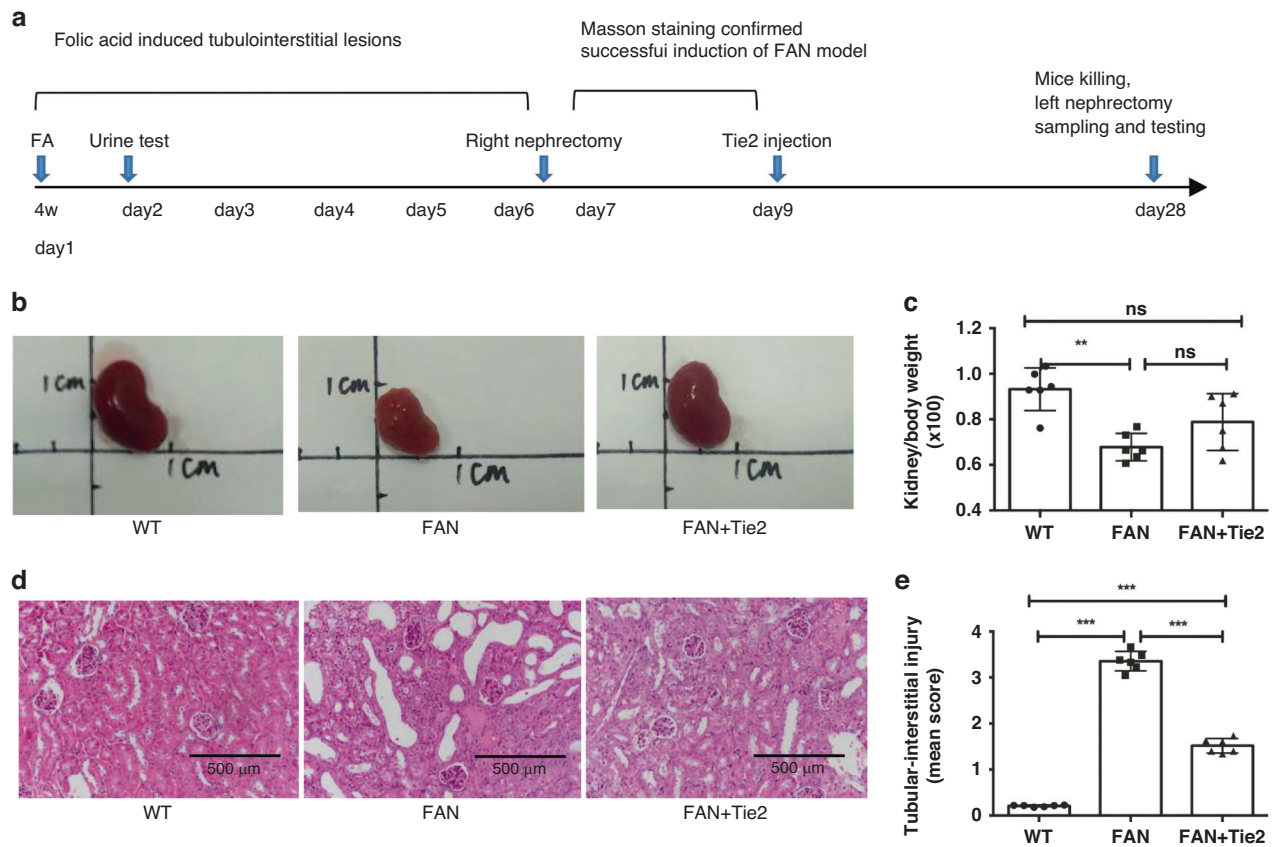 a
Folic acid induced tubulointerstitial lesions
Masson staining confirmed
successfui induction of FAN model
Mice killing,
left nephrectomy
sampling and testing
FA
Urine test
Right nephrectomy
Tie2 injection
4w
day2
day3
day4
day5
day6
day7
day9
day28
day1
b
1 cm
1 cm
WT
1 cm
1 cm
FAN
1 cm
1 cm
FAN+Tie2
c
Kidney/body weight
(x100)
1.2
1.0
0.8
0.6
0.4
ns
**
ns
WT
FAN
FAN+Tie2
d
500 μm
WT
500 μm
FAN
500 μm
FAN+Tie2
e
Tubular-interstitial injury
(mean score)
4
3
2
1
0
***
***
***
WT
FAN
FAN+Tie2